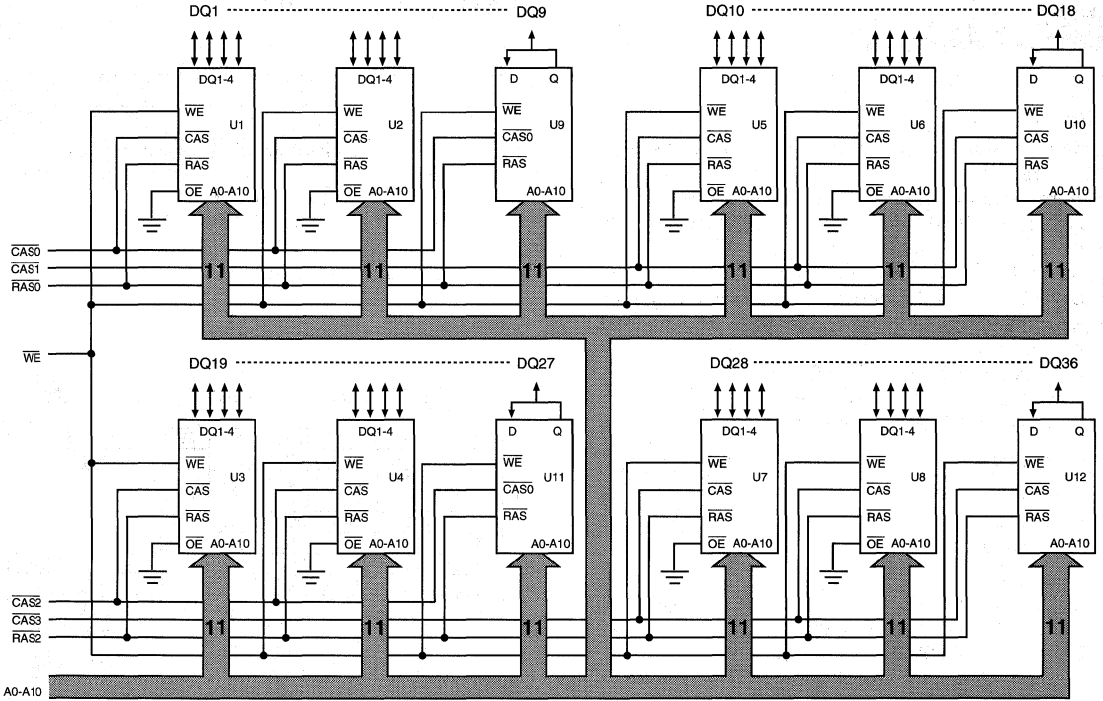 DQ1 DQ9 DQ10 DQ18
DQ1-4 DQ1-4 D Q DQ1-4 DQ1-4 D Q
WE WE WE WE WE WE
U1 U2 U9 U5 U6 U10
CAS CAS CAS0 CAS CAS CAS
RAS RAS RAS RAS RAS RAS
OE A0-A10 OE A0-A10 A0-A10 OE A0-A10 OE A0-A10 A0-A10
CAS0
CAS1
11 11 11 11 11 11
RAS0
WE
DQ19 DQ27 DQ28 DQ36
DQ1-4 DQ1-4 D Q DQ1-4 DQ1-4 D Q
WE WE WE WE WE WE
U3 U4 U11 U7 U8 U12
CAS CAS CAS0 CAS CAS CAS
RAS RAS RAS RAS RAS RAS
OE A0-A10 OE A0-A10 A0-A10 OE A0-A10 OE A0-A10 A0-A10
CAS2
CAS3
11 11 11 11 11 11
RAS2
A0-A10